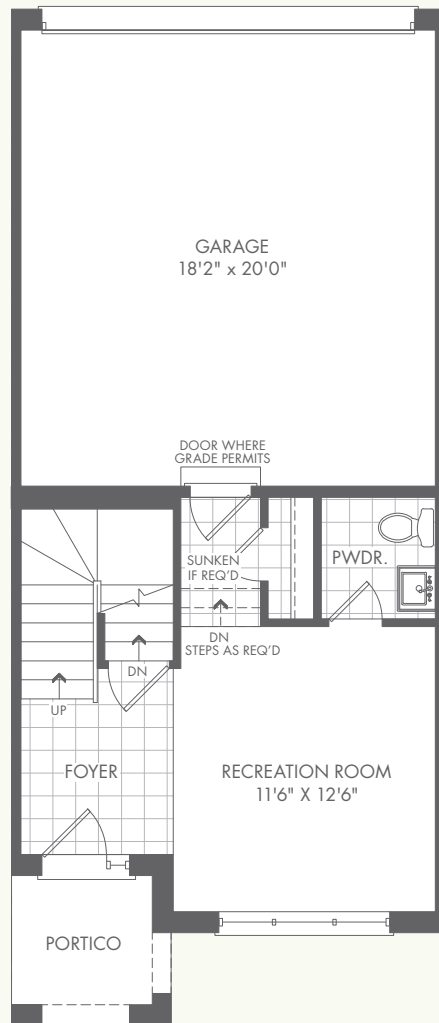 GARAGE
18'2" x 20'0"
DOOR WHERE
GRADE PERMITS
SUNKEN
IF REQ'D
PWDR.
DN
STEPS AS REQ'D
DN
UP
FOYER
RECREATION ROOM
11'6" X 12'6"
PORTICO